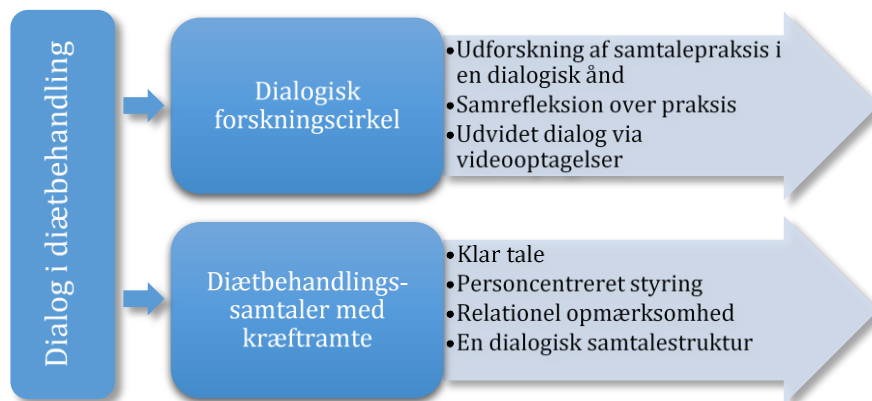 Dialog i diætbehandling
Dialogisk
forskningscirkel
•Udforskning af samtalepraksis i
en dialogisk ånd
•Samrefleksion over praksis
•Udvidet dialog via
videooptagelser
Diætbehandlings-
samtaler med
kræftramte
•Klar tale
•Personcentreret styring
•Relationel opmærksomhed
•En dialogisk samtalestruktur